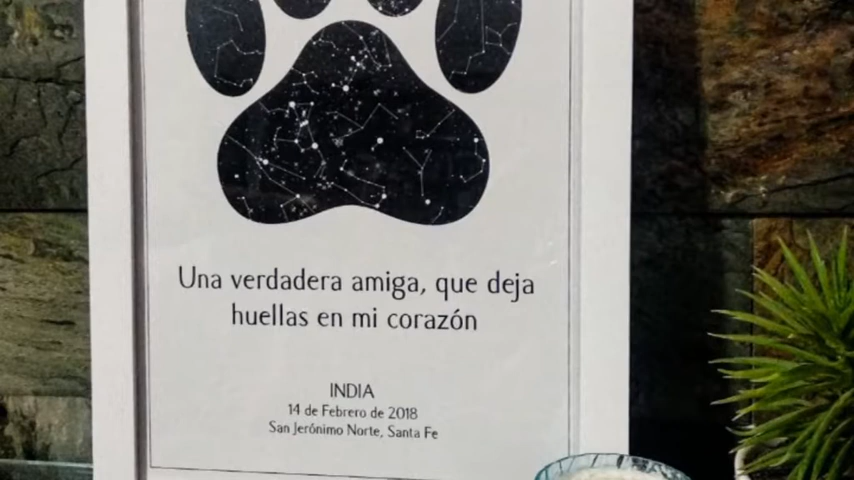 Una verdadera amiga, que deja
huellas en mi corazón
INDIA
14 de Febrero de 2018
San Jerónimo Norte, Santa Fe